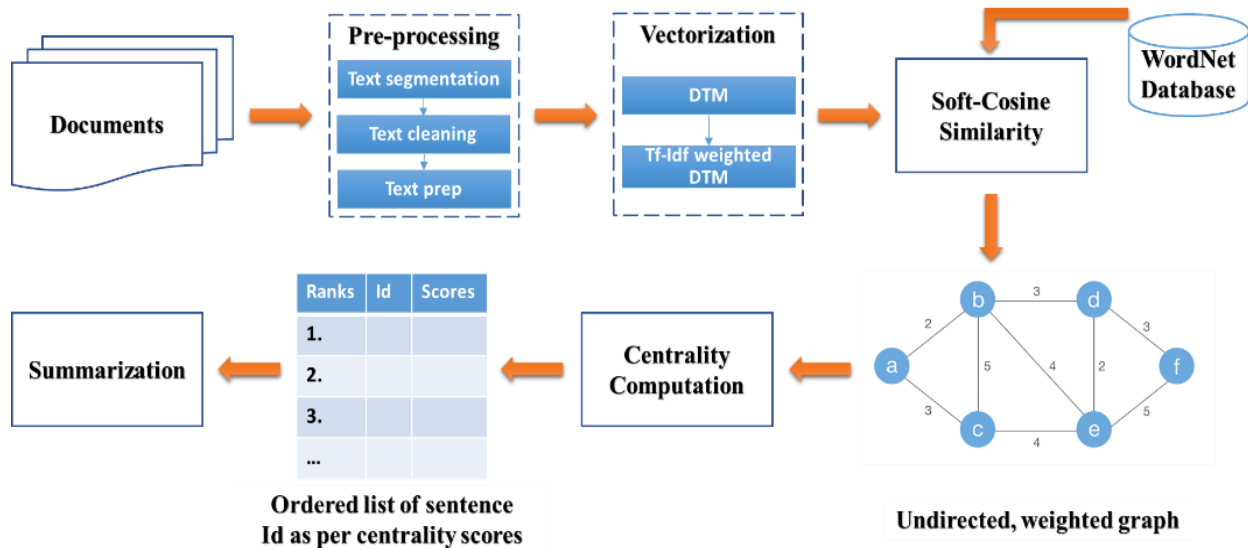 Documents
Pre-processing
Text segmentation
Text cleaning
Text prep
Vectorization
DTM
Tf-Idf weighted
DTM
Soft-Cosine
Similarity
WordNet
Database
Summarization
Ranks Id Scores
1.
2.
3.
...
Ordered list of sentence
Id as per centrality scores
Centrality
Computation
b 3 d
2 3
a 5 4 2 f
3 5
c 4 e
Undirected, weighted graph